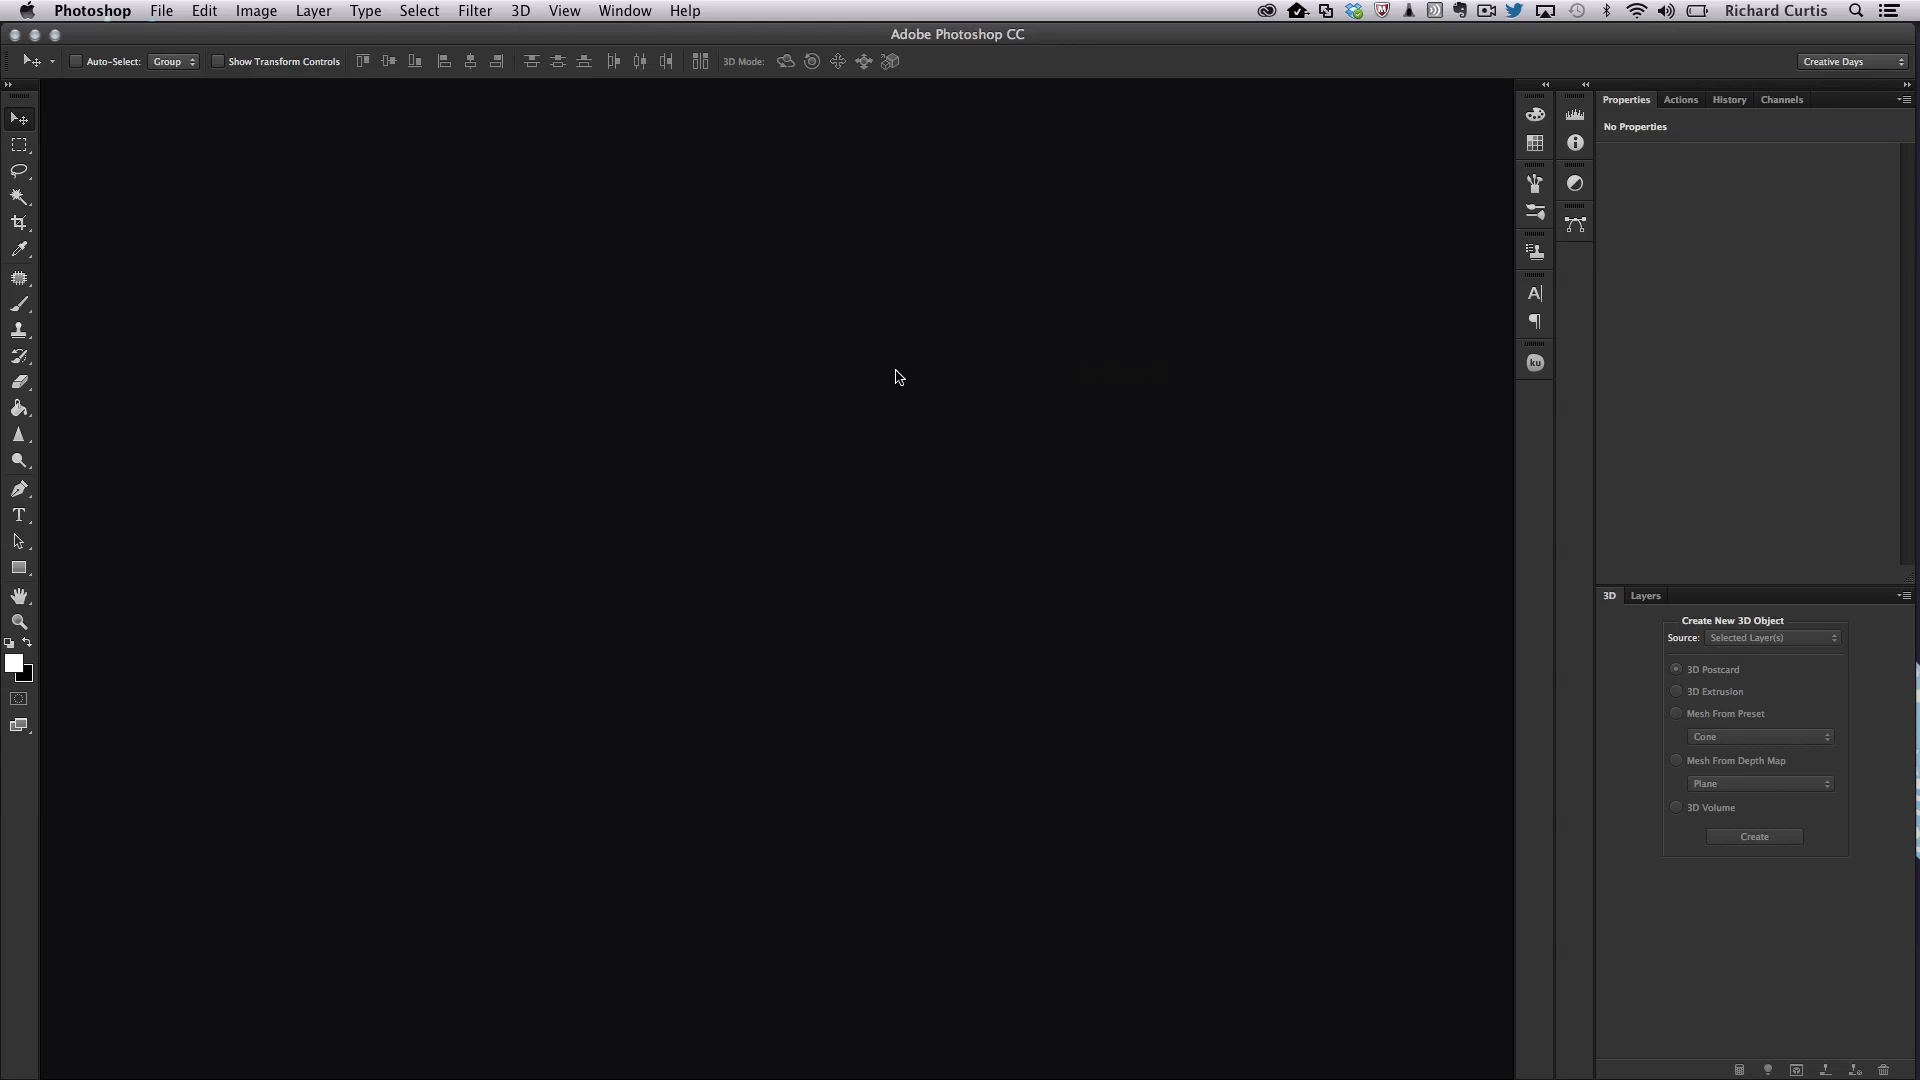 Photoshop File Edit Image Layer Type Select Filter 3D View Window Help Richard Curtis
Adobe Photoshop CC
Auto-Select: Group Show Transform Controls 3D Mode: Creative Days
Properties Actions History Channels
No Properties
A
¶
ku
T
3D Layers
Create New 3D Object
Source: Selected Layer(s)
3D Postcard
3D Extrusion
Mesh From Preset
Cone
Mesh From Depth Map
Plane
3D Volume
Create